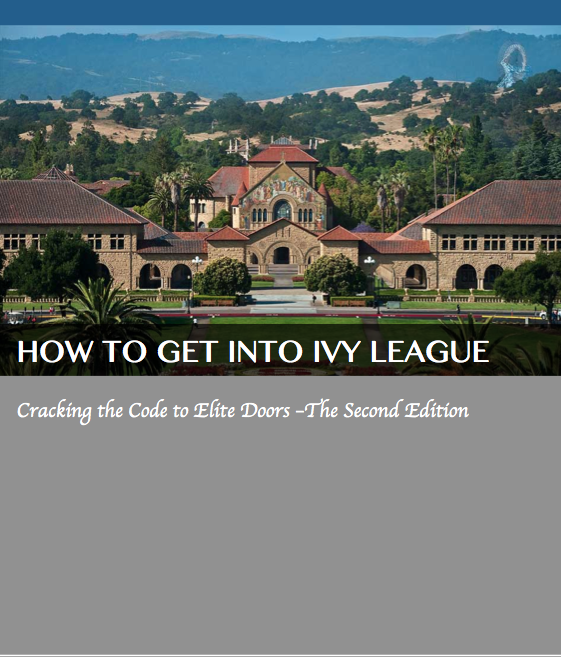 HOW TO GET INTO IVY LEAGUE
Cracking the Code to Elite Doors –The Second Edition